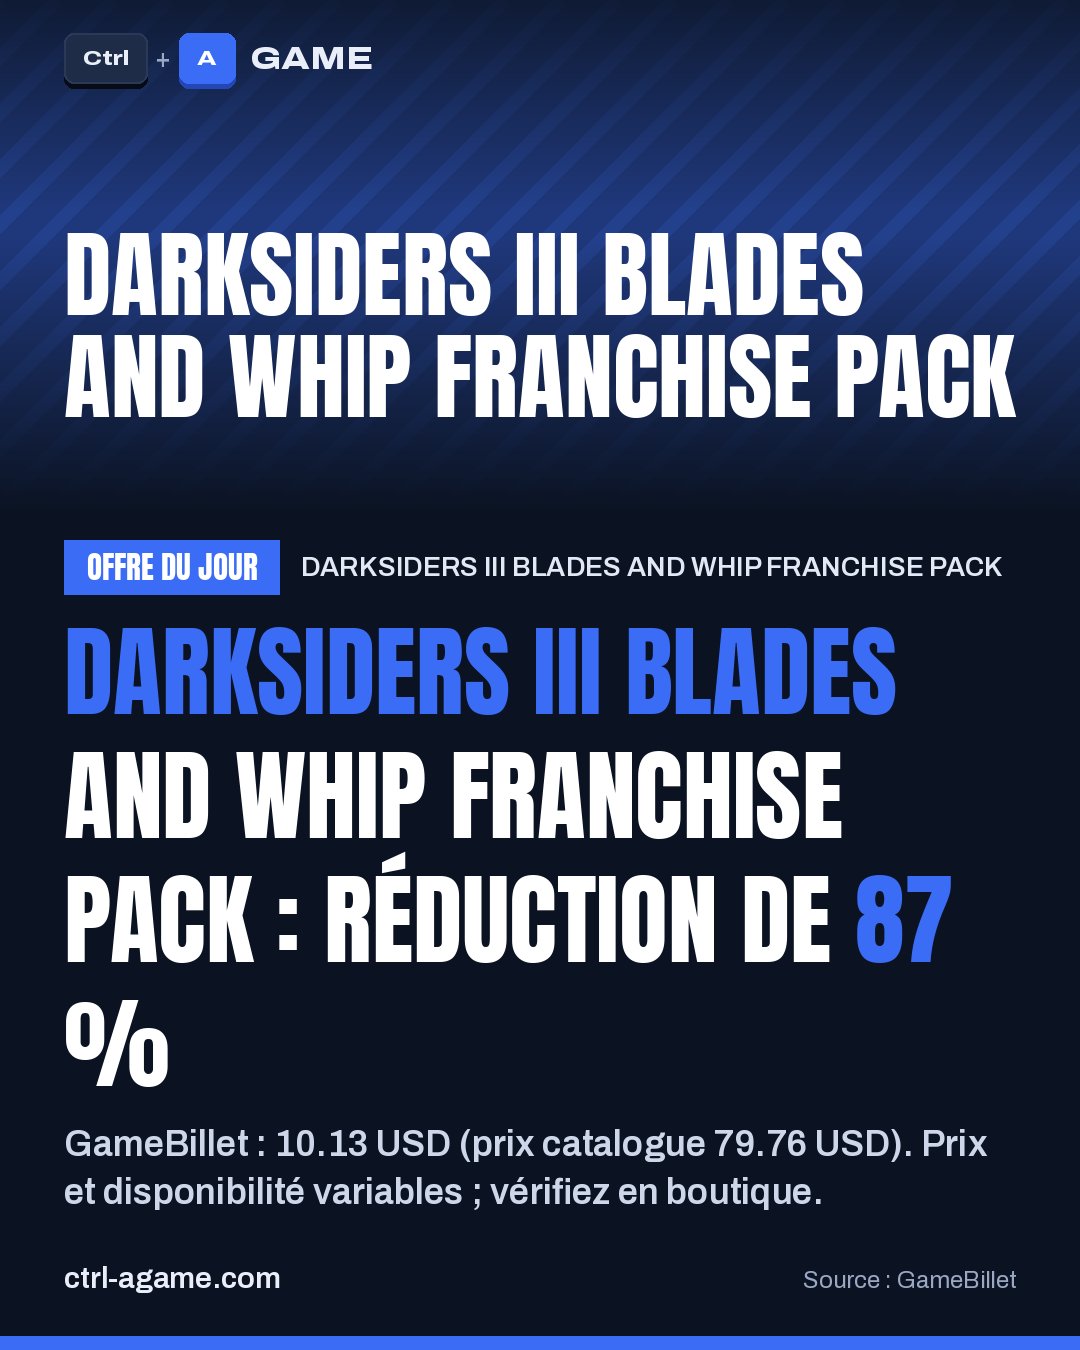 Ctrl + A GAME
DARKSIDERS III BLADES
AND WHIP FRANCHISE PACK
OFFRE DU JOUR DARKSIDERS III BLADES AND WHIP FRANCHISE PACK
DARKSIDERS III BLADES
AND WHIP FRANCHISE
PACK : RÉDUCTION DE 87
%
GameBillet : 10.13 USD (prix catalogue 79.76 USD). Prix
et disponibilité variables ; vérifiez en boutique.
ctrl-agame.com Source : GameBillet